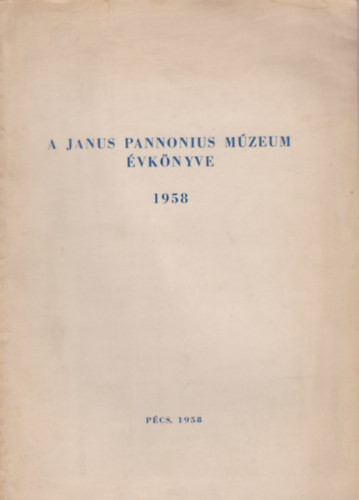 A JANUS PANNONIUS MÚZEUM
ÉVKÖNYVE
1958
PÉCS, 1958